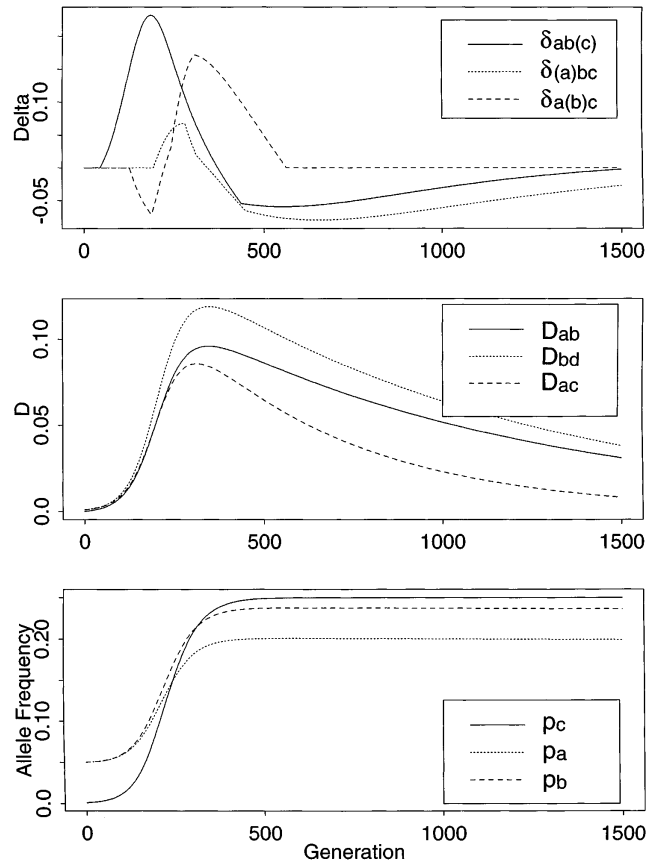 Delta
0.10
-0.05
δab(c)
δ(a)bc
δa(b)c
0
500
1000
1500
D
0.10
0.05
0.0
Dab
Dbd
Dac
0
500
1000
1500
Allele Frequency
0.20
0.10
0.0
pc
pa
pb
0
500
1000
1500
Generation